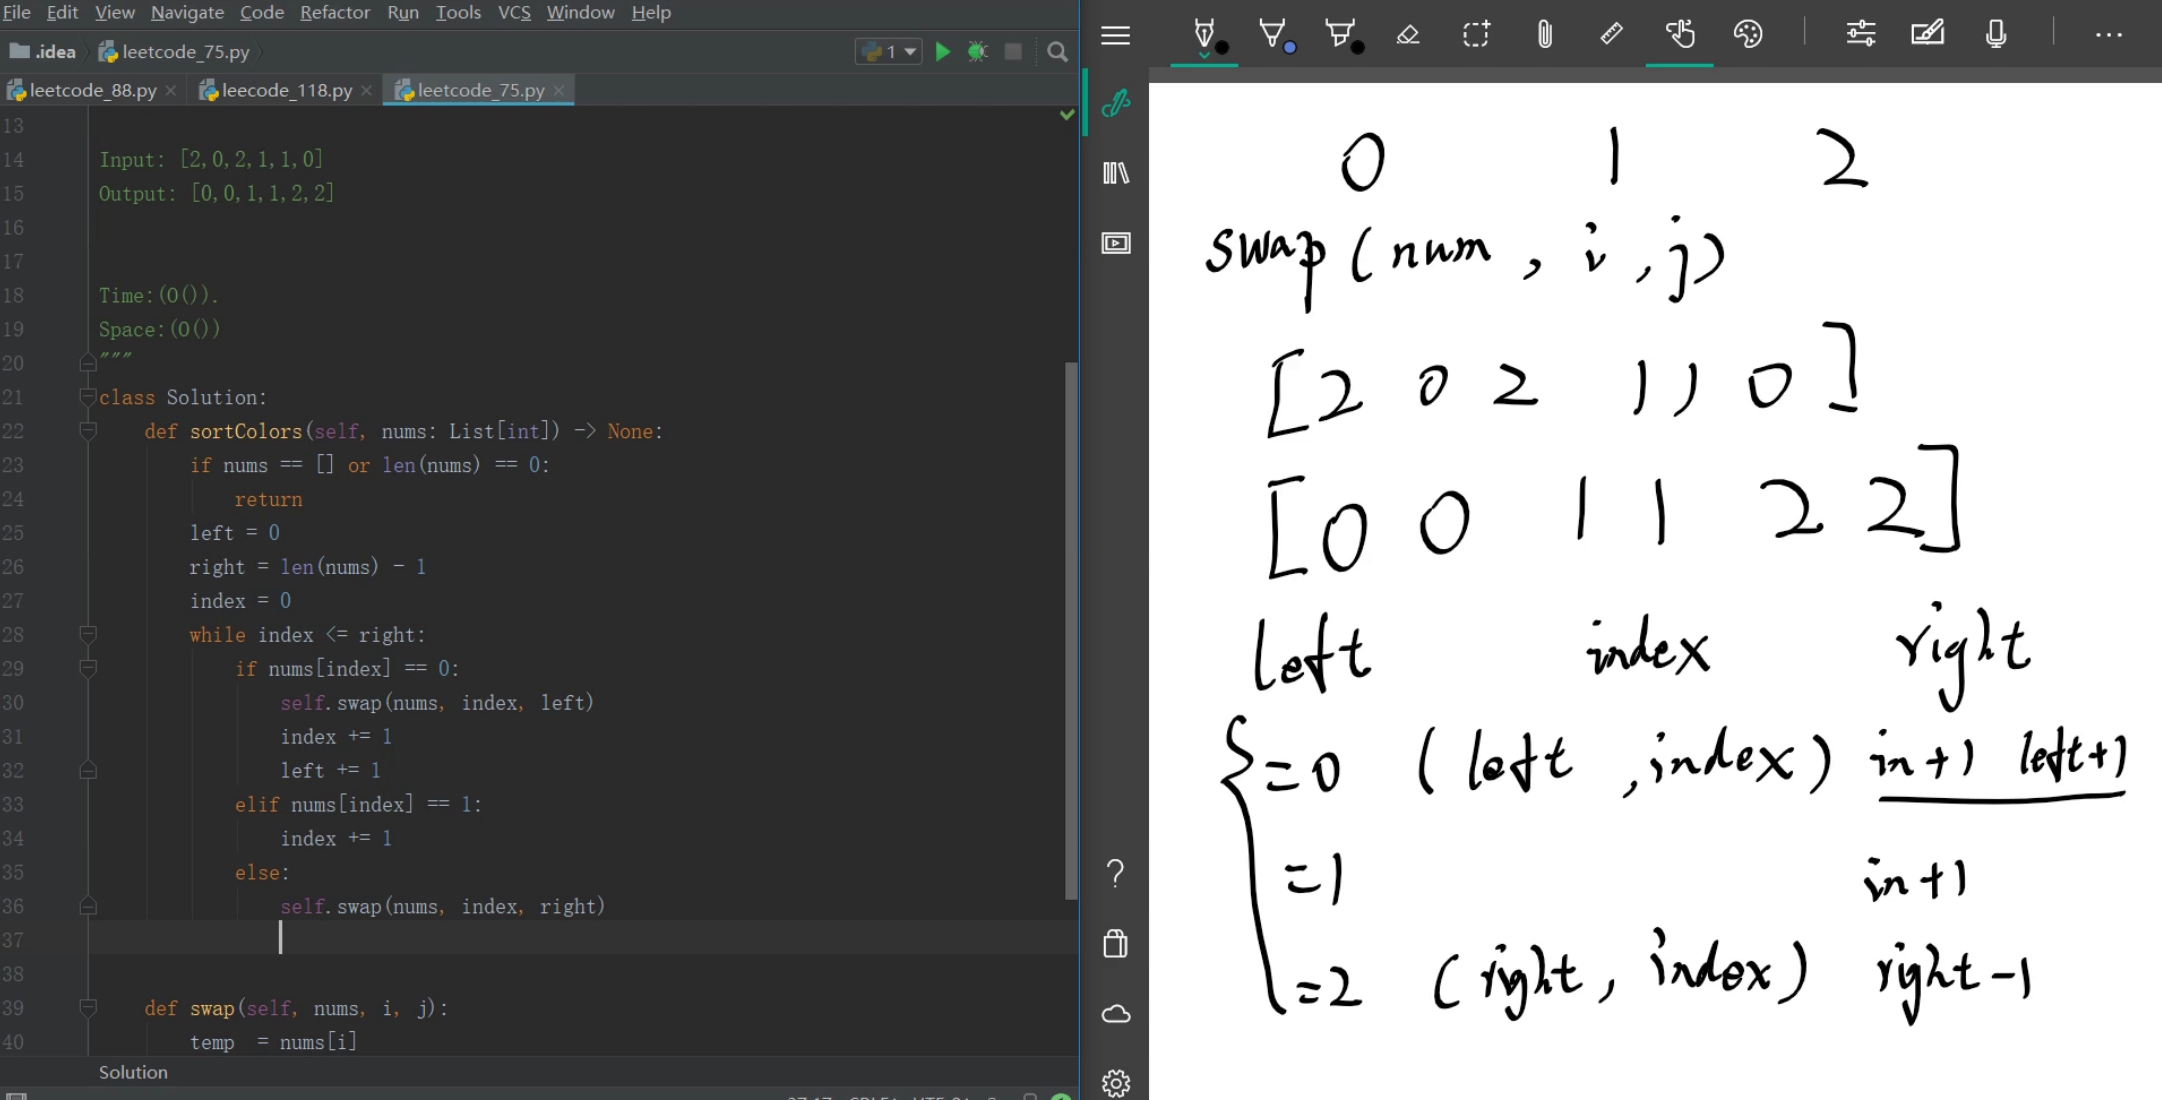 File Edit View Navigate Code Refactor Run Tools VCS Window Help
.idea leetcode_75.py 1
leetcode_88.py leecode_118.py leetcode_75.py
13
14 Input: [2,0,2,1,1,0]
15 Output: [0,0,1,1,2,2]
16
17
18 Time:(O()).
19 Space:(O())
20 """
21 class Solution:
22 def sortColors(self, nums: List[int]) -> None:
23 if nums == [] or len(nums) == 0:
24 return
25 left = 0
26 right = len(nums) - 1
27 index = 0
28 while index <= right:
29 if nums[index] == 0:
30 self.swap(nums, index, left)
31 index += 1
32 left += 1
33 elif nums[index] == 1:
34 index += 1
35 else:
36 self.swap(nums, index, right)
37
38
39 def swap(self, nums, i, j):
40 temp = nums[i]
Solution
0 1 2
swap(num, i, j)
[2 0 2 1 1 0]
[0 0 1 1 2 2]
left index right
=0 (left, index) in+1 left+1
=1 in+1
=2 (right, index) right-1